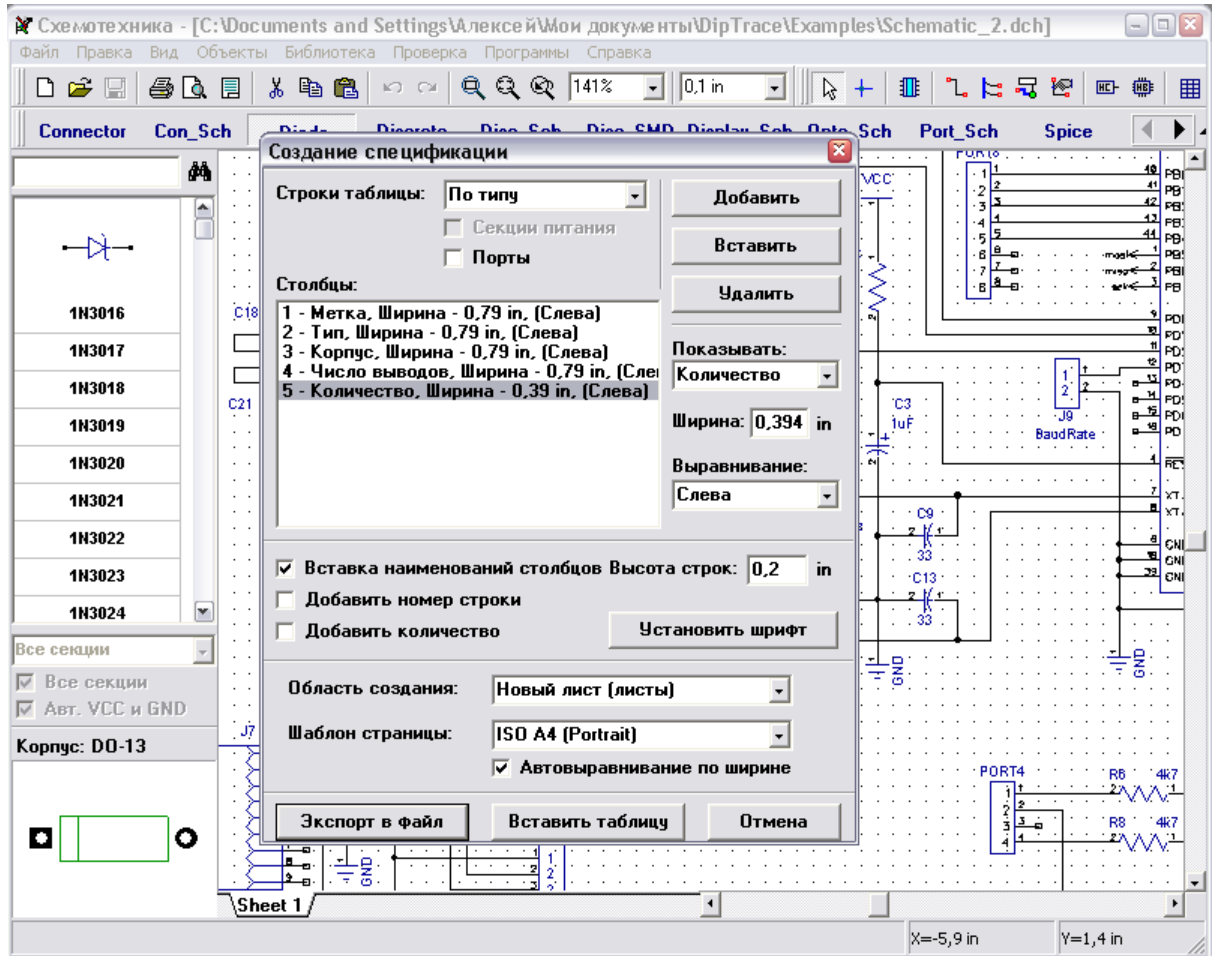 Схемотехника - [C:\Documents and Settings\Алексей\Мои документы\DipTrace\Examples\Schematic_2.dch]
Файл Правка Вид Объекты Библиотека Проверка Программы Справка
141% 0,1 in
Connector Con_Sch Port_Sch Spice
Создание спецификации
Строки таблицы: По типу
Секции питания
Порты
Столбцы:
1 - Метка, Ширина - 0,79 in, (Слева)
2 - Тип, Ширина - 0,79 in, (Слева)
3 - Корпус, Ширина - 0,79 in, (Слева)
4 - Число выводов, Ширина - 0,79 in,
5 - Количество, Ширина - 0,39 in, (Слева)
Добавить
Вставить
Удалить
Показывать:
Количество
Ширина: 0,394 in
Выравнивание:
Слева
Вставка наименований столбцов Высота строк: 0,2 in
Добавить номер строки
Добавить количество
Установить шрифт
Область создания: Новый лист (листы)
Шаблон страницы: ISO A4 (Portrait)
Автовыравнивание по ширине
Экспорт в файл Вставить таблицу Отмена
1N3016
1N3017
1N3018
1N3019
1N3020
1N3021
1N3022
1N3023
1N3024
Все секции
Все секции
Авт. VCC и GND
Корпус: DO-13
C18
C21
J7
VCC
C3
1uF
C9
33
C13
33
GND
J9
BaudRate
GND
PORT4
R6 4k7
R8 4k7
GND
Sheet 1
X=-5,9 in Y=1,4 in